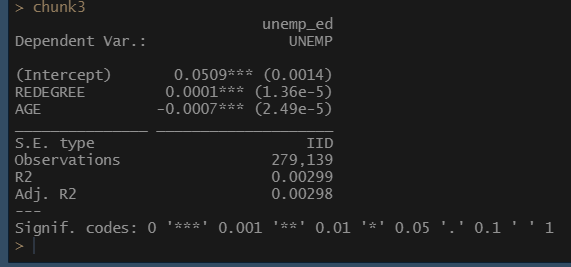 > chunk3
unemp_ed
Dependent Var.: UNEMP
(Intercept) 0.0509*** (0.0014)
REDEGREE 0.0001*** (1.36e-5)
AGE -0.0007*** (2.49e-5)
_______________ __________________
S.E. type IID
Observations 279,139
R2 0.00299
Adj. R2 0.00298
---
Signif. codes: 0 '***' 0.001 '**' 0.01 '*' 0.05 '.' 0.1 ' ' 1
>